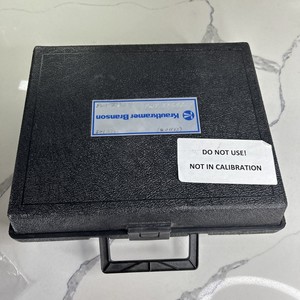 Krautkramer Branson
DO NOT USE!
NOT IN CALIBRATION